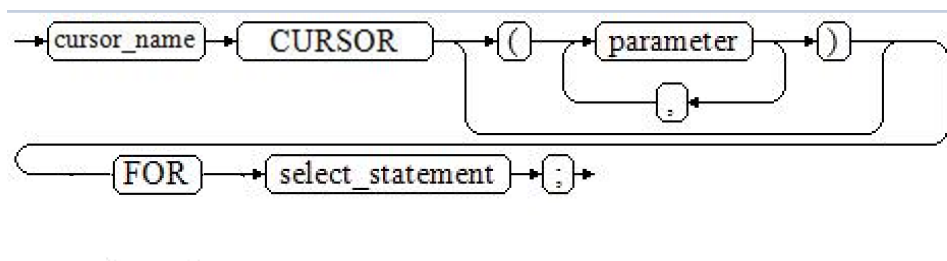 cursor_name CURSOR ( parameter )
,
FOR select_statement ;